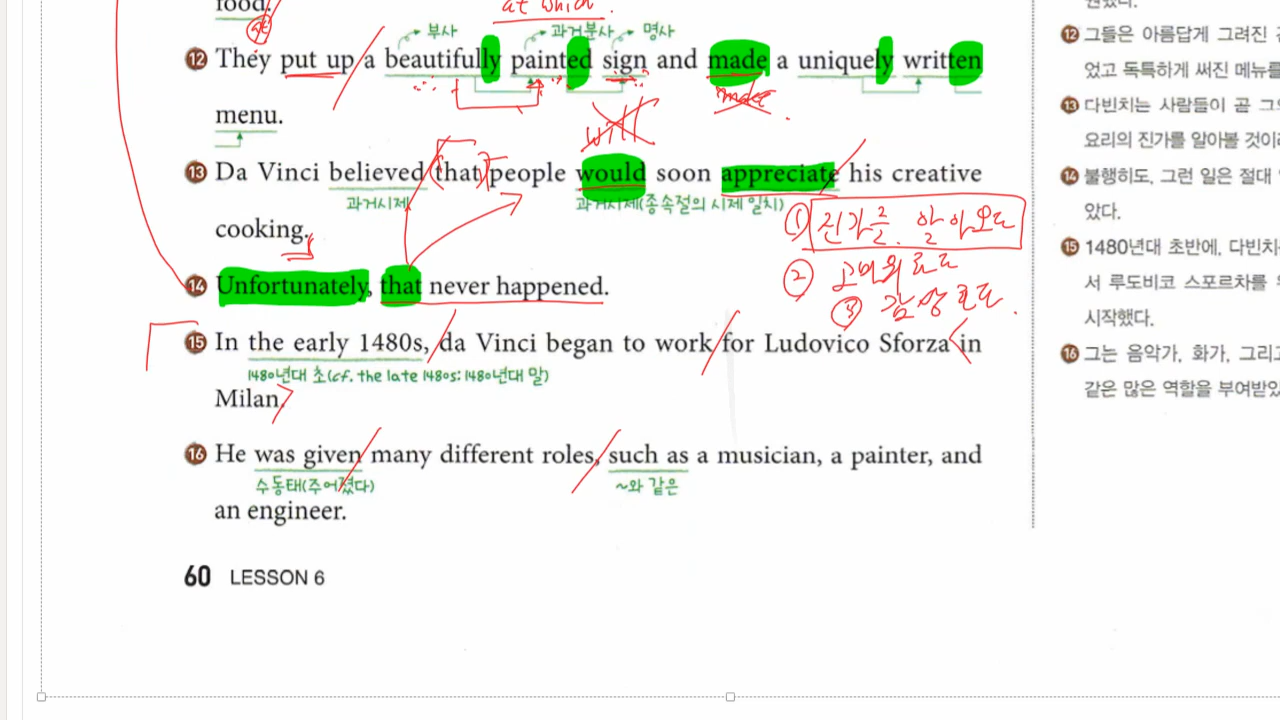 food.
at which.
부사 과거분사 명사
⑫ They put up a beautifully painted sign and made a uniquely written
menu.
will
⑬ Da Vinci believed that people would soon appreciate his creative
과거시제 과거시제(종속절의 시제 일치)
cooking.
① 진가를 알아보다
② 고마워하다
③ 감상하다.
⑭ Unfortunately, that never happened.
⑮ In the early 1480s, da Vinci began to work for Ludovico Sforza in
1480년대 초(cf. the late 1480s: 1480년대 말)
Milan.
⑯ He was given many different roles, such as a musician, a painter, and
수동태(주어졌다) ~와 같은
an engineer.
60 LESSON 6
⑫ 그들은 아름답게 그려진
었고 독특하게 써진 메뉴를
⑬ 다빈치는 사람들이 곧 그의
요리의 진가를 알아볼 것이라
⑭ 불행히도, 그런 일은 절대
았다.
⑮ 1480년대 초반에, 다빈치는
서 루도비코 스포르차를
시작했다.
⑯ 그는 음악가, 화가, 그리고
같은 많은 역할을 부여받았